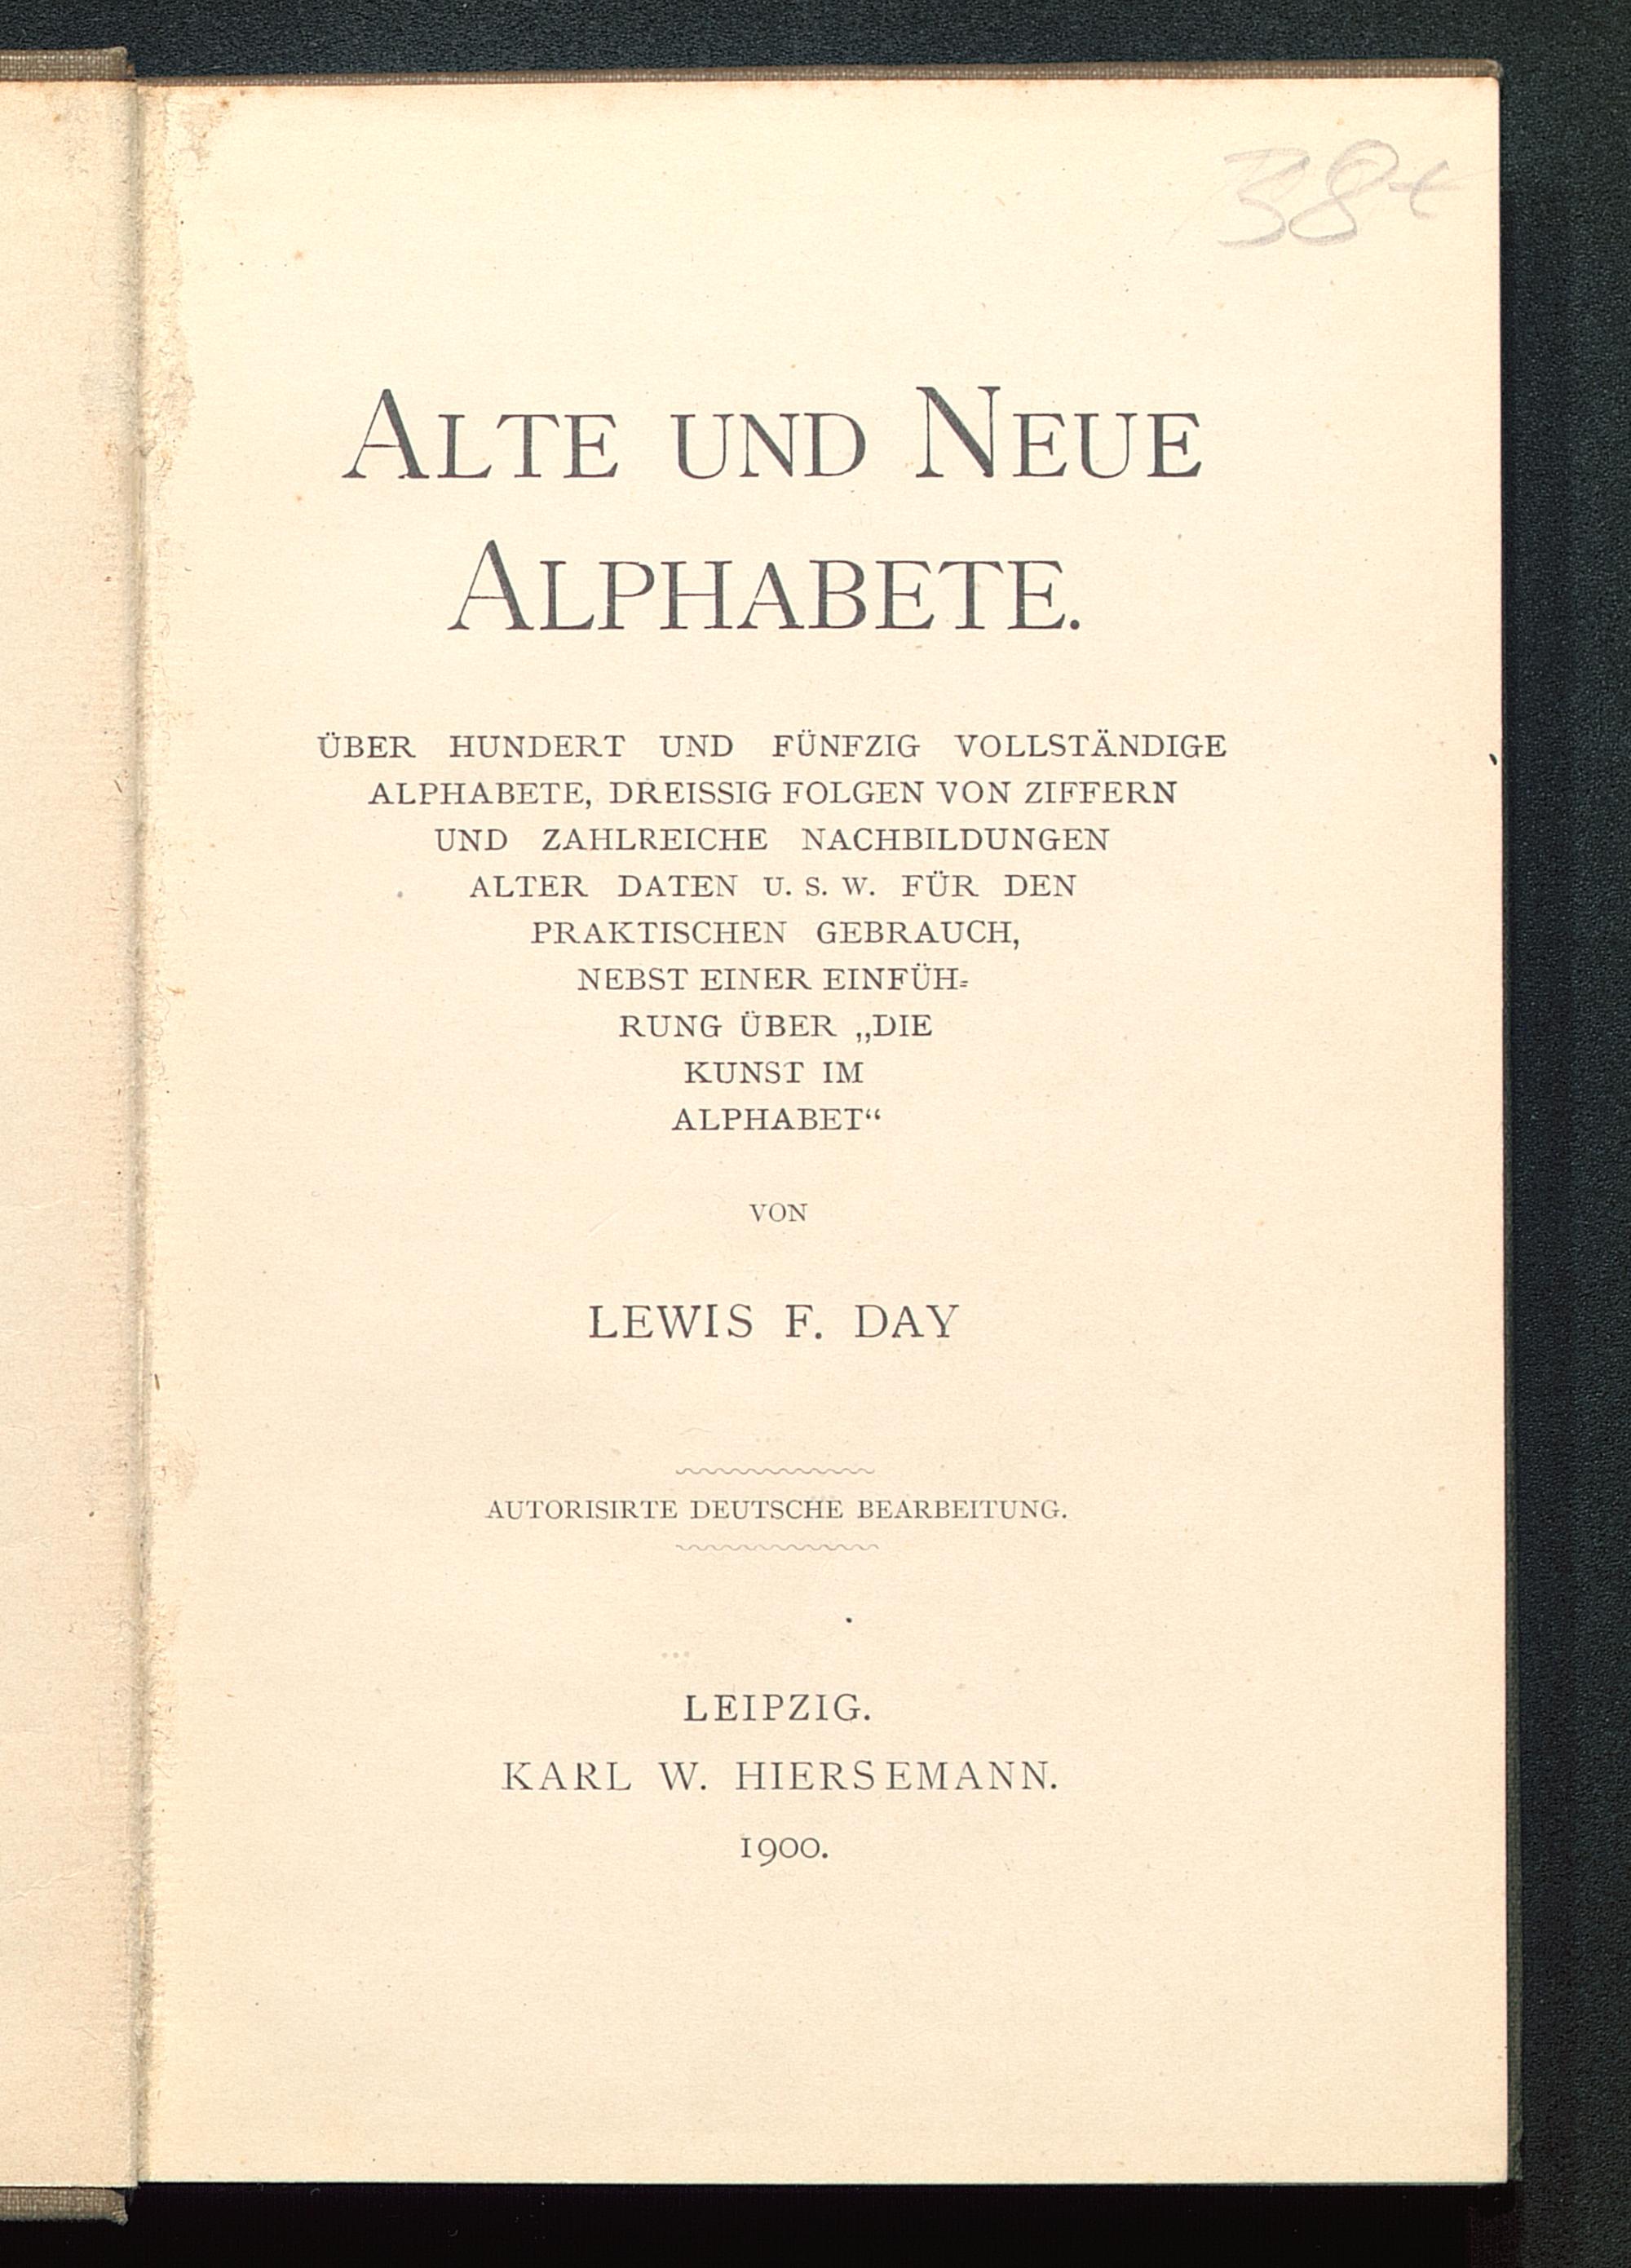 38
ALTE UND NEUE
ALPHABETE.
ÜBER HUNDERT UND FÜNFZIG VOLLSTÄNDIGE
ALPHABETE, DREISSIG FOLGEN VON ZIFFERN
UND ZAHLREICHE NACHBILDUNGEN
ALTER DATEN U. S. W. FÜR DEN
PRAKTISCHEN GEBRAUCH,
NEBST EINER EINFÜH-
RUNG ÜBER „DIE
KUNST IM
ALPHABET“
VON
LEWIS F. DAY
AUTORISIRTE DEUTSCHE BEARBEITUNG.
LEIPZIG.
KARL W. HIERSEMANN.
1900.